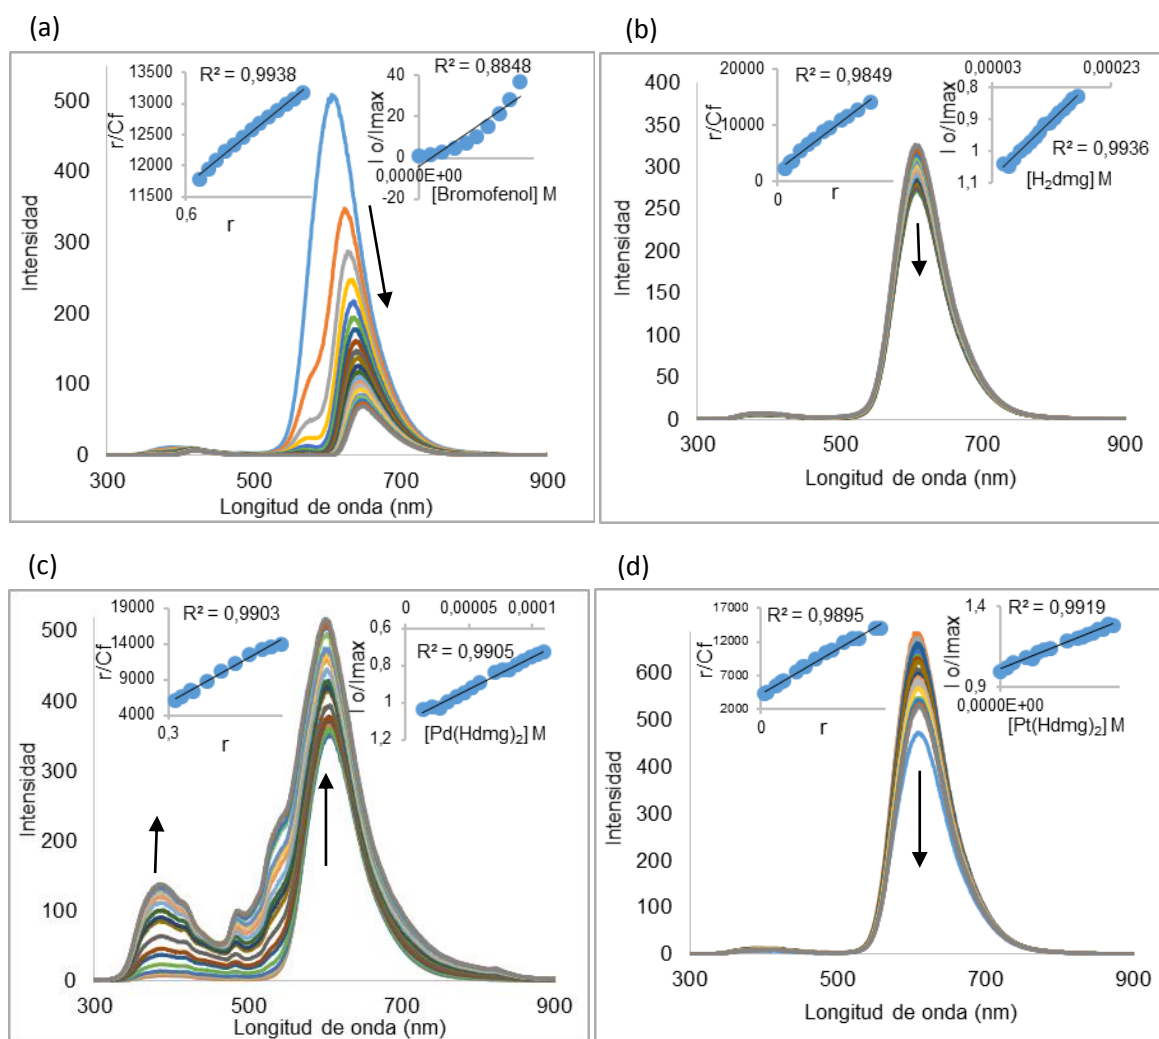 (a)
R² = 0,9938
13500
13000
12500
12000
11500
r/Cf
0,6
r
R² = 0,8848
40
20
0
-20
I o/Imax
0,0000E+00
[Bromofenol] M
500
400
300
200
100
0
Intensidad
300
500
700
900
Longitud de onda (nm)
(b)
R² = 0,9849
20000
10000
0
r/Cf
0
r
0,00003
0,00023
0,8
0,9
1
1,1
I o/Imax
R² = 0,9936
[H₂dmg] M
400
350
300
250
200
150
100
50
0
Intensidad
300
500
700
900
Longitud de onda (nm)
(c)
R² = 0,9903
19000
14000
9000
4000
r/Cf
0,3
r
0
0,00005
0,0001
0,6
0,8
1
1,2
I o/Imax
R² = 0,9905
[Pd(Hdmg)₂] M
500
400
300
200
100
0
Intensidad
300
500
700
900
Longitud de onda (nm)
(d)
R² = 0,9895
17000
12000
7000
2000
r/Cf
0
r
R² = 0,9919
1,4
0,9
I o/Imax
0,0000E+00
[Pt(Hdmg)₂] M
600
500
400
300
200
100
0
Intensidad
300
500
700
900
Longitud de onda (nm)